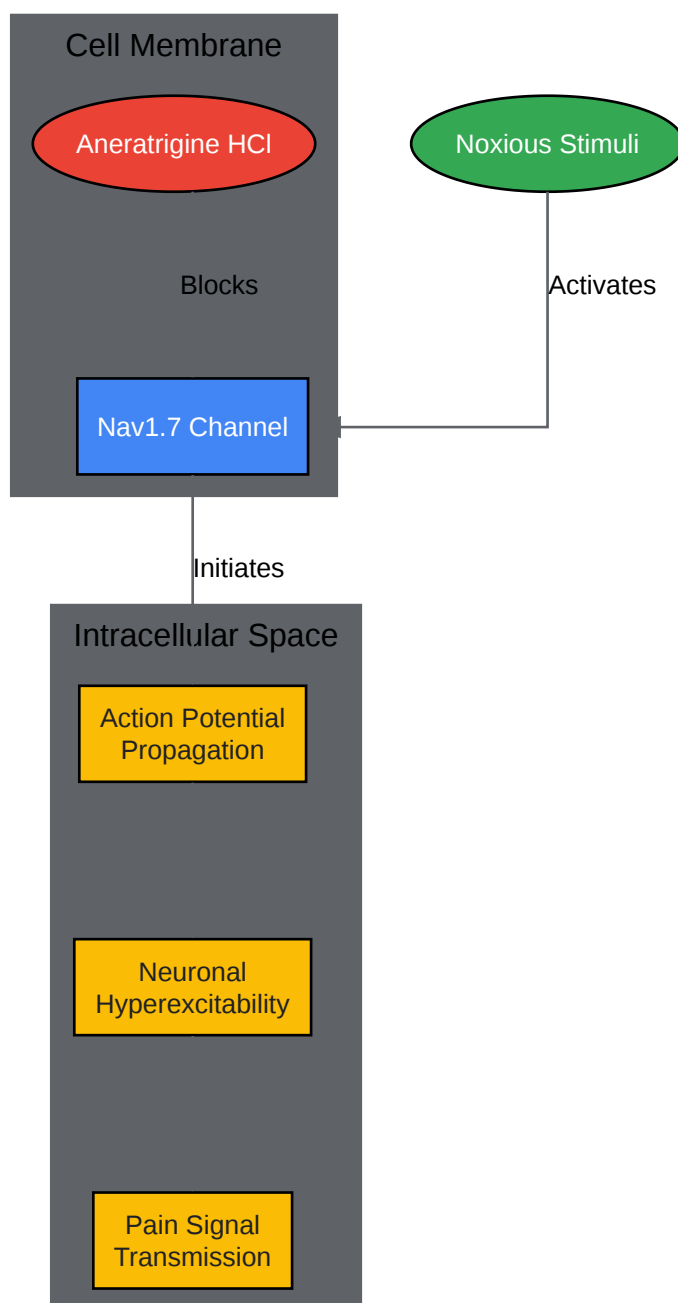 Cell Membrane
Aneratrigine HCl
Noxious Stimuli
Blocks
Activates
Nav1.7 Channel
Initiates
Intracellular Space
Action Potential
Propagation
Neuronal
Hyperexcitability
Pain Signal
Transmission